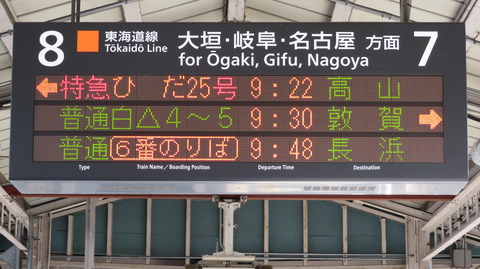 8 東海道線 大垣・岐阜・名古屋 方面 7
Tōkaidō Line for Ōgaki, Gifu, Nagoya
特急ひ だ25号 9:22 高山
普通白△4～5 9:30 敦賀
普通6番のりば 9:48 長浜
Type Train Name／Boarding Position Departure Time Destination